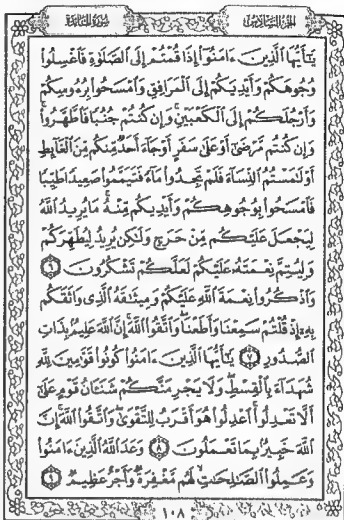 الجزء السادس
سورة المائدة
يَٰٓأَيُّهَا ٱلَّذِينَ ءَامَنُوٓا۟ إِذَا قُمْتُمْ إِلَى ٱلصَّلَوٰةِ فَٱغْسِلُوا۟
وُجُوهَكُمْ وَأَيْدِيَكُمْ إِلَى ٱلْمَرَافِقِ وَٱمْسَحُوا۟ بِرُءُوسِكُمْ
وَأَرْجُلَكُمْ إِلَى ٱلْكَعْبَيْنِ ۚ وَإِن كُنتُمْ جُنُبًا فَٱطَّهَّرُوا۟ ۚ
وَإِن كُنتُم مَّرْضَىٰٓ أَوْ عَلَىٰ سَفَرٍ أَوْ جَآءَ أَحَدٌ مِّنكُم مِّنَ ٱلْغَآئِطِ
أَوْ لَٰمَسْتُمُ ٱلنِّسَآءَ فَلَمْ تَجِدُوا۟ مَآءً فَتَيَمَّمُوا۟ صَعِيدًا طَيِّبًا
فَٱمْسَحُوا۟ بِوُجُوهِكُمْ وَأَيْدِيكُم مِّنْهُ ۚ مَا يُرِيدُ ٱللَّهُ
لِيَجْعَلَ عَلَيْكُم مِّنْ حَرَجٍ وَلَٰكِن يُرِيدُ لِيُطَهِّرَكُمْ
وَلِيُتِمَّ نِعْمَتَهُۥ عَلَيْكُمْ لَعَلَّكُمْ تَشْكُرُونَ ٦
وَٱذْكُرُوا۟ نِعْمَةَ ٱللَّهِ عَلَيْكُمْ وَمِيثَٰقَهُ ٱلَّذِى وَاثَقَكُم
بِهِۦٓ إِذْ قُلْتُمْ سَمِعْنَا وَأَطَعْنَا ۖ وَٱتَّقُوا۟ ٱللَّهَ ۚ إِنَّ ٱللَّهَ عَلِيمٌۢ بِذَاتِ
ٱلصُّدُورِ ٧ يَٰٓأَيُّهَا ٱلَّذِينَ ءَامَنُوا۟ كُونُوا۟ قَوَّٰمِينَ لِلَّهِ
شُهَدَآءَ بِٱلْقِسْطِ ۖ وَلَا يَجْرِمَنَّكُمْ شَنَـَٔانُ قَوْمٍ عَلَىٰٓ
أَلَّا تَعْدِلُوا۟ ۚ ٱعْدِلُوا۟ هُوَ أَقْرَبُ لِلتَّقْوَىٰ ۖ وَٱتَّقُوا۟ ٱللَّهَ ۚ إِنَّ
ٱللَّهَ خَبِيرٌۢ بِمَا تَعْمَلُونَ ٨ وَعَدَ ٱللَّهُ ٱلَّذِينَ ءَامَنُوا۟
وَعَمِلُوا۟ ٱلصَّٰلِحَٰتِ ۙ لَهُم مَّغْفِرَةٌ وَأَجْرٌ عَظِيمٌ ٩
١٠٨